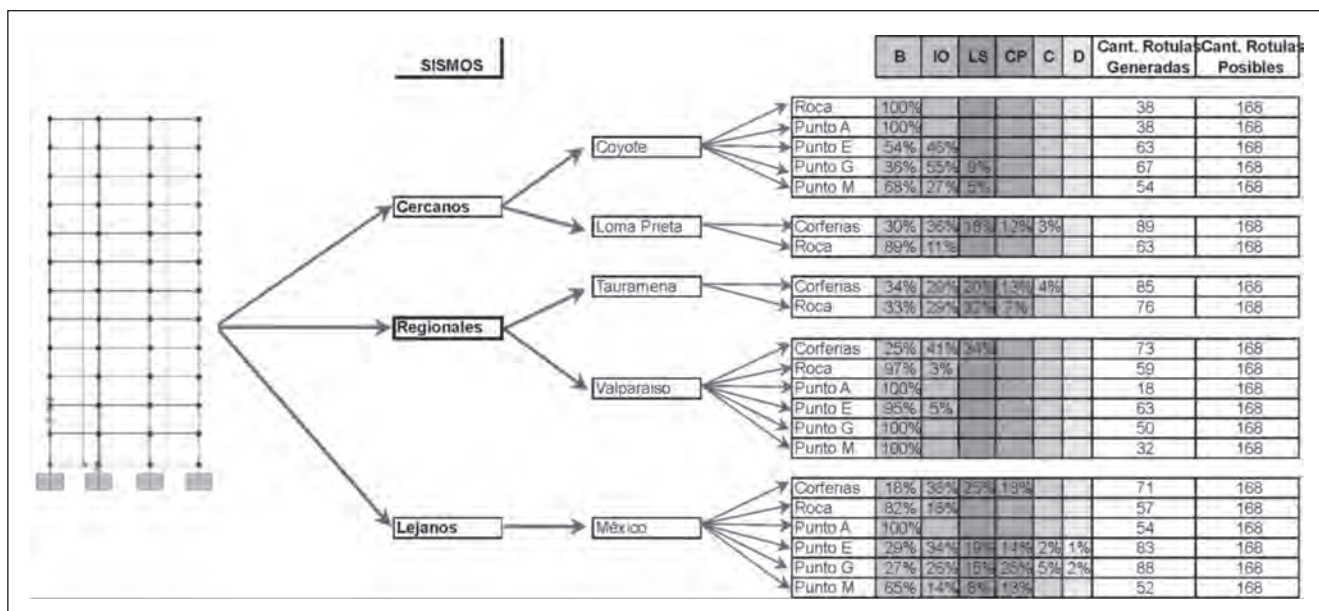 SISMOS
B IO LS CP C D Cant. Rotulas Generadas Cant. Rotulas Posibles
Cercanos
Coyote
Roca 100% 38 168
Punto A 100% 38 168
Punto E 54% 46% 63 168
Punto G 36% 55% 9% 67 168
Punto M 68% 27% 5% 54 168
Loma Prieta
Corferias 30% 36% 18% 12% 3% 89 168
Roca 89% 11% 63 168
Regionales
Tauramena
Corferias 34% 29% 20% 13% 4% 85 168
Roca 33% 29% 7% 76 168
Valparaiso
Corferias 25% 41% 34% 73 168
Roca 97% 3% 59 168
Punto A 100% 18 168
Punto E 95% 5% 63 168
Punto G 100% 50 168
Punto M 100% 32 168
Lejanos
México
Corferias 18% 25% 71 168
Roca 82% 18% 57 168
Punto A 100% 54 168
Punto E 29% 34% 19% 14% 2% 1% 83 168
Punto G 27% 26% 15% 25% 5% 2% 88 168
Punto M 65% 14% 8% 13% 52 168